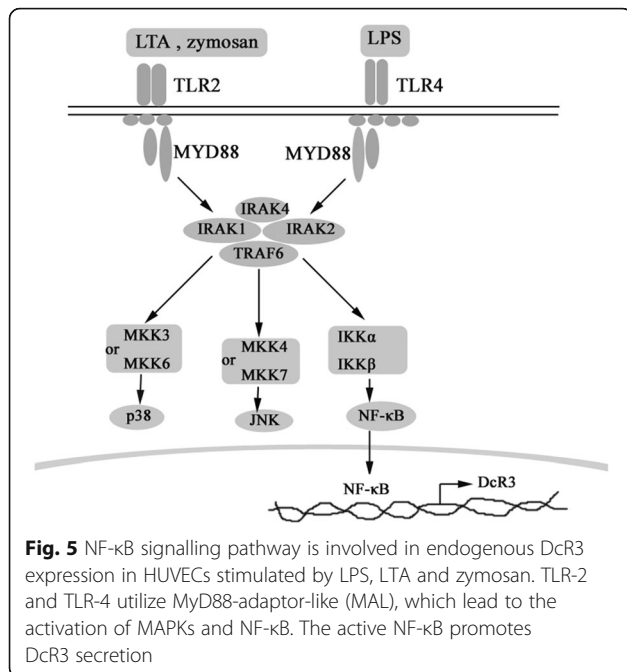 LTA , zymosan
LPS
TLR2
TLR4
MYD88
MYD88
IRAK4
IRAK1
IRAK2
TRAF6
MKK3
or
MKK6
MKK4
or
MKK7
IKKα
IKKβ
p38
JNK
NF-κB
NF-κB
DcR3
Fig. 5 NF-κB signalling pathway is involved in endogenous DcR3
expression in HUVECs stimulated by LPS, LTA and zymosan. TLR-2
and TLR-4 utilize MyD88-adaptor-like (MAL), which lead to the
activation of MAPKs and NF-κB. The active NF-κB promotes
DcR3 secretion